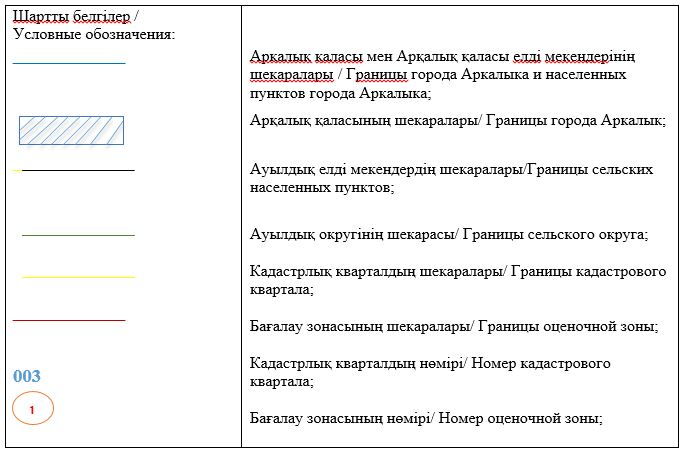 Шартты белгілер /
Условные обозначения:
Арқалық қаласы мен Арқалық қаласы елді мекендерінің
шекаралары / Границы города Аркалыка и населенных
пунктов города Аркалыка;
Арқалық қаласының шекаралары/ Границы города Аркалык;
Ауылдық елді мекендердің шекаралары/Границы сельских
населенных пунктов;
Ауылдық округінің шекарасы/ Границы сельского округа;
Кадастрлық кварталдың шекаралары/ Границы кадастрового
квартала;
Бағалау зонасының шекаралары/ Границы оценочной зоны;
003
Кадастрлық кварталдың нөмірі/ Номер кадастрового
квартала;
1
Бағалау зонасының нөмірі/ Номер оценочной зоны;